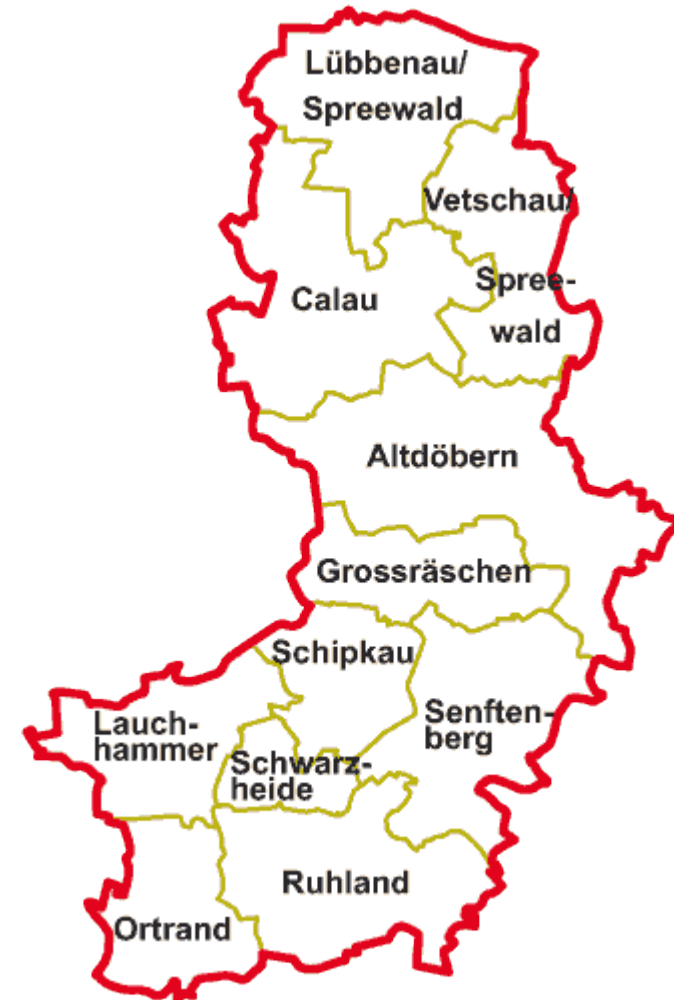 Lübbenau/
Spreewald
Vetschau/
Spree-
wald
Calau
Altdöbern
Grossräschen
Schipkau
Senften-
berg
Lauch-
hammer
Schwarz-
heide
Ruhland
Ortrand